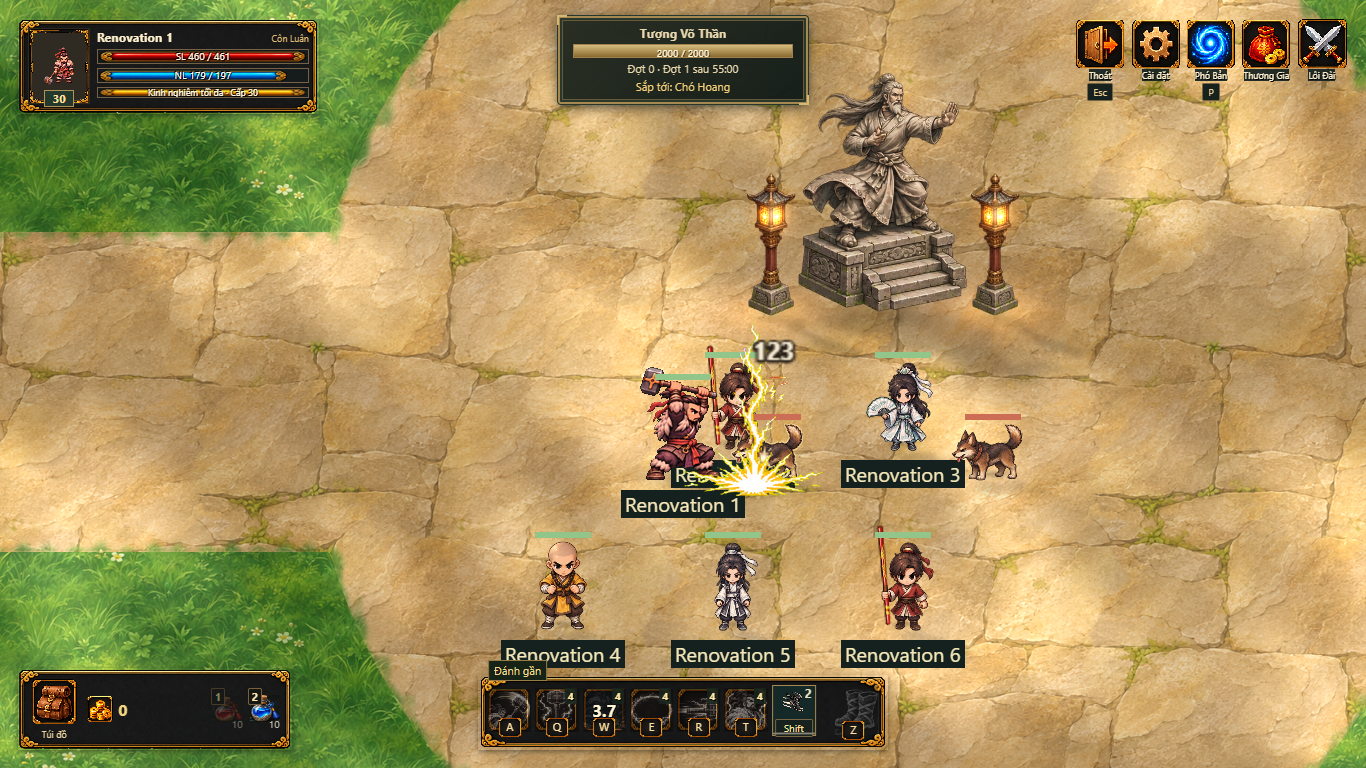 Renovation 1
Côn Luân
SL 460 / 461
NL 179 / 197
Kinh nghiệm tối đa - Cấp 30
30
Tượng Võ Thần
2000 / 2000
Đợt 0 · Đợt 1 sau 55:00
Sắp tới: Chó Hoang
Thoát
Cài đặt
Phó Bản
Thương Gia
Lôi Đài
Esc
P
123
Renovation 3
Renovation 1
Renovation 4
Renovation 5
Renovation 6
Đánh gần
Túi đồ
0
1
10
2
10
A
4
Q
4
3.7
W
4
E
4
R
4
T
2
Shift
Z